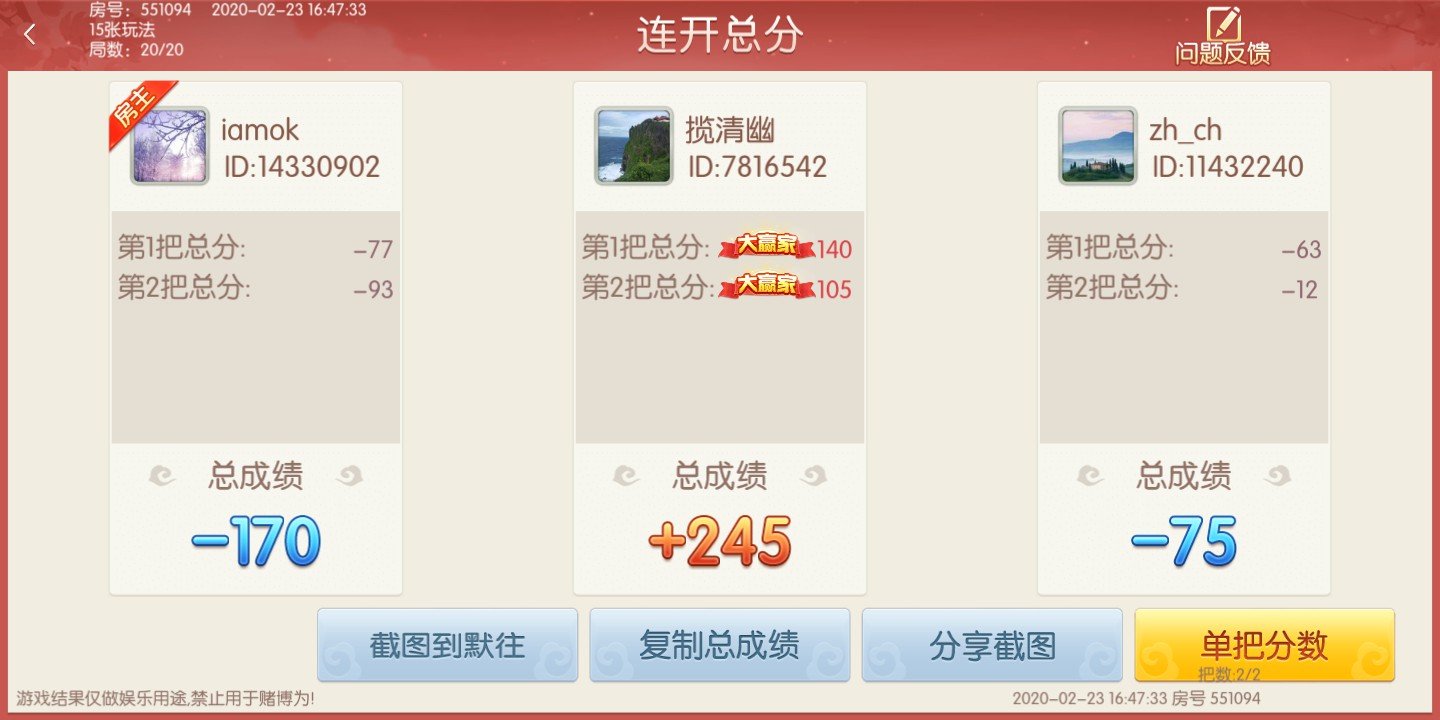 房号：551094 2020-02-23 16:47:33
15张玩法
局数：20/20
连开总分
问题反馈
房主
iamok
ID:14330902
第1把总分: -77
第2把总分: -93
总成绩
-170
揽清幽
ID:7816542
第1把总分: 大赢家 140
第2把总分: 大赢家 105
总成绩
+245
zh_ch
ID:11432240
第1把总分: -63
第2把总分: -12
总成绩
-75
截图到默往
复制总成绩
分享截图
单把分数
把数:2/2
游戏结果仅做娱乐用途,禁止用于赌博为!
2020-02-23 16:47:33 房号 551094